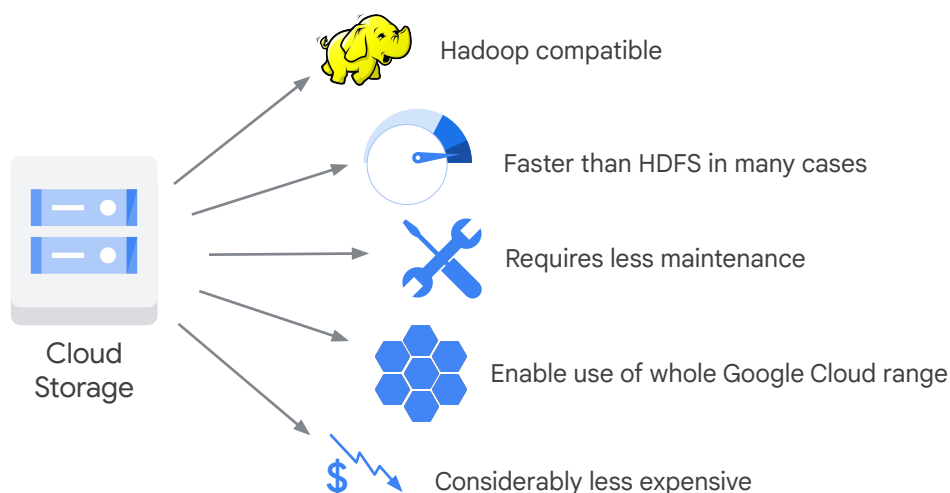 Hadoop compatible
Faster than HDFS in many cases
Requires less maintenance
Cloud
Storage
Enable use of whole Google Cloud range
$
Considerably less expensive